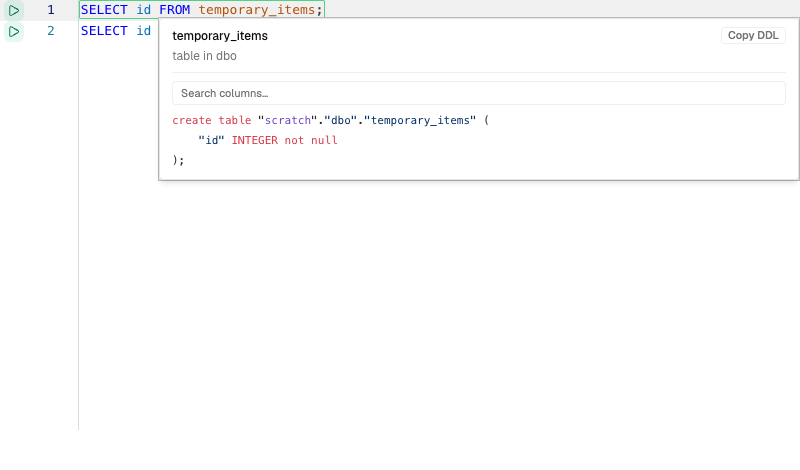 1 SELECT id FROM temporary_items;
2 SELECT id
temporary_items
Copy DDL
table in dbo
Search columns…
create table "scratch"."dbo"."temporary_items" (
    "id" INTEGER not null
);